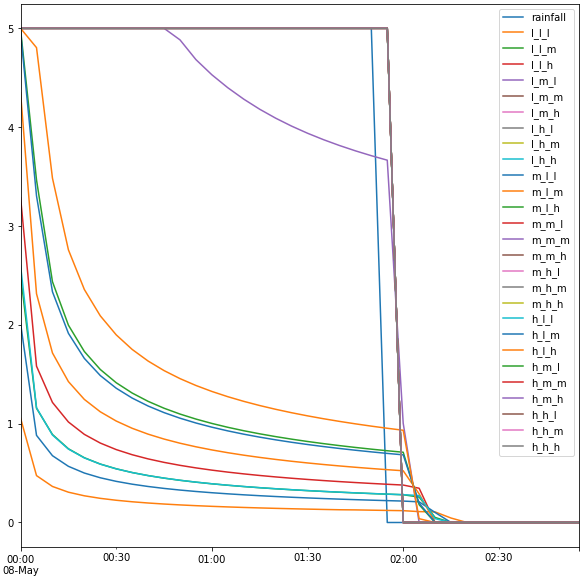 5
4
3
2
1
0
00:00
08-May
00:30
01:00
01:30
02:00
02:30
rainfall
l_l_l
l_l_m
l_l_h
l_m_l
l_m_m
l_m_h
l_h_l
l_h_m
l_h_h
m_l_l
m_l_m
m_l_h
m_m_l
m_m_m
m_m_h
m_h_l
m_h_m
m_h_h
h_l_l
h_l_m
h_l_h
h_m_l
h_m_m
h_m_h
h_h_l
h_h_m
h_h_h